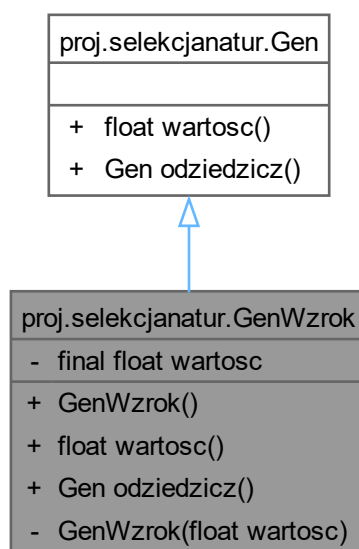 proj.selekcjanatur.Gen
+ float wartosc()
+ Gen odziedzicz()
proj.selekcjanatur.GenWzrok
- final float wartosc
+ GenWzrok()
+ float wartosc()
+ Gen odziedzicz()
- GenWzrok(float wartosc)